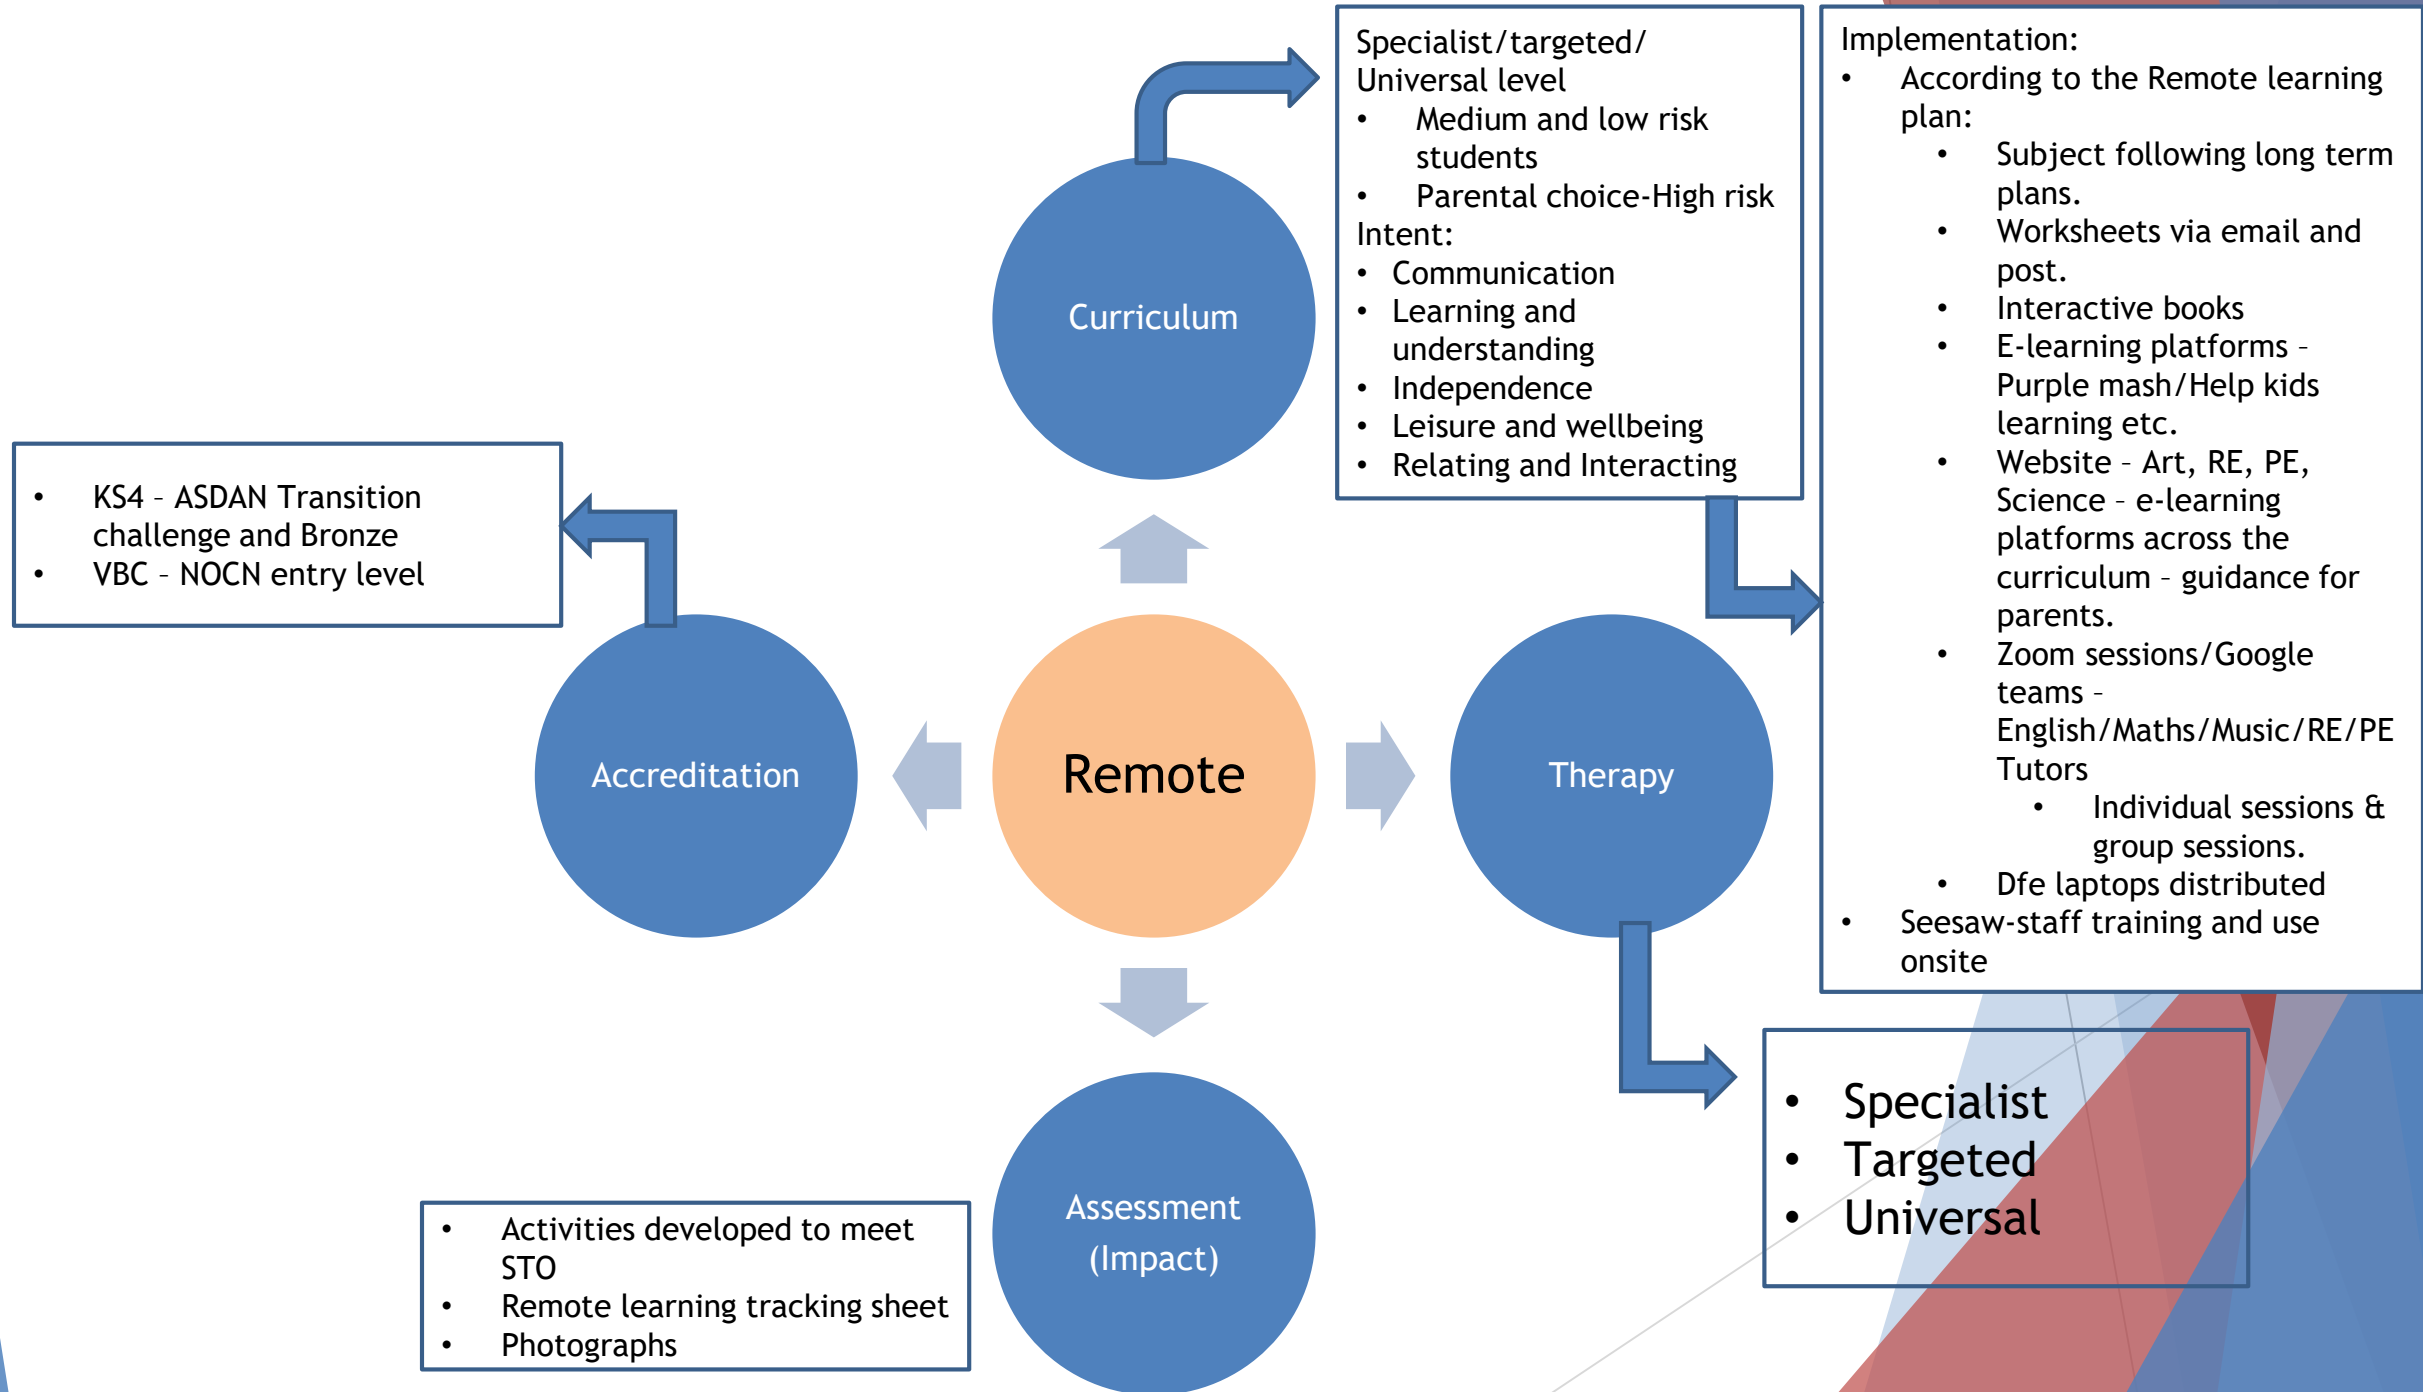 Specialist/targeted/
Universal level
• Medium and low risk
students
• Parental choice-High risk
Intent:
• Communication
• Learning and
understanding
• Independence
• Leisure and wellbeing
• Relating and Interacting
Implementation:
• According to the Remote learning
plan:
• Subject following long term
plans.
• Worksheets via email and
post.
• Interactive books
• E-learning platforms –
Purple mash/Help kids
learning etc.
• Website – Art, RE, PE,
Science – e-learning
platforms across the
curriculum – guidance for
parents.
• Zoom sessions/Google
teams –
English/Maths/Music/RE/PE
Tutors
• Individual sessions &
group sessions.
• Dfe laptops distributed
• Seesaw-staff training and use
onsite
Curriculum
• KS4 – ASDAN Transition
challenge and Bronze
• VBC – NOCN entry level
Accreditation
Remote
Therapy
• Specialist
• Targeted
• Universal
Assessment
(Impact)
• Activities developed to meet
STO
• Remote learning tracking sheet
• Photographs